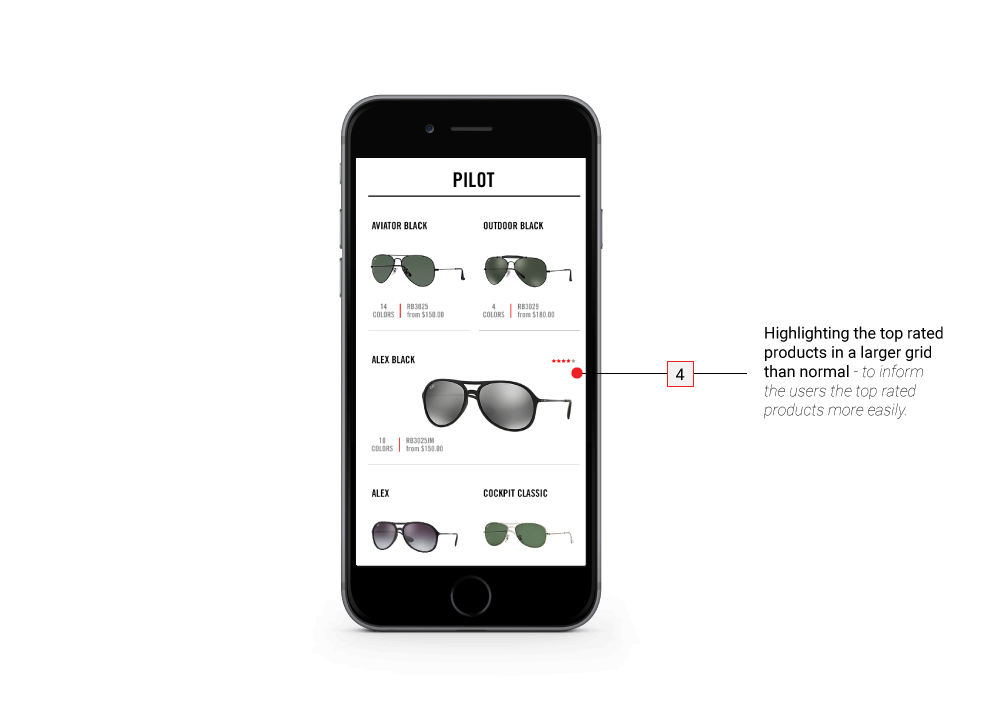 PILOT
AVIATOR BLACK
OUTDOOR BLACK
14
COLORS
RB3025
from $150.00
4
COLORS
RB3029
from $180.00
ALEX BLACK
10
COLORS
RB3025JM
from $150.00
ALEX
COCKPIT CLASSIC
4
Highlighting the top rated
products in a larger grid
than normal - to inform
the users the top rated
products more easily.